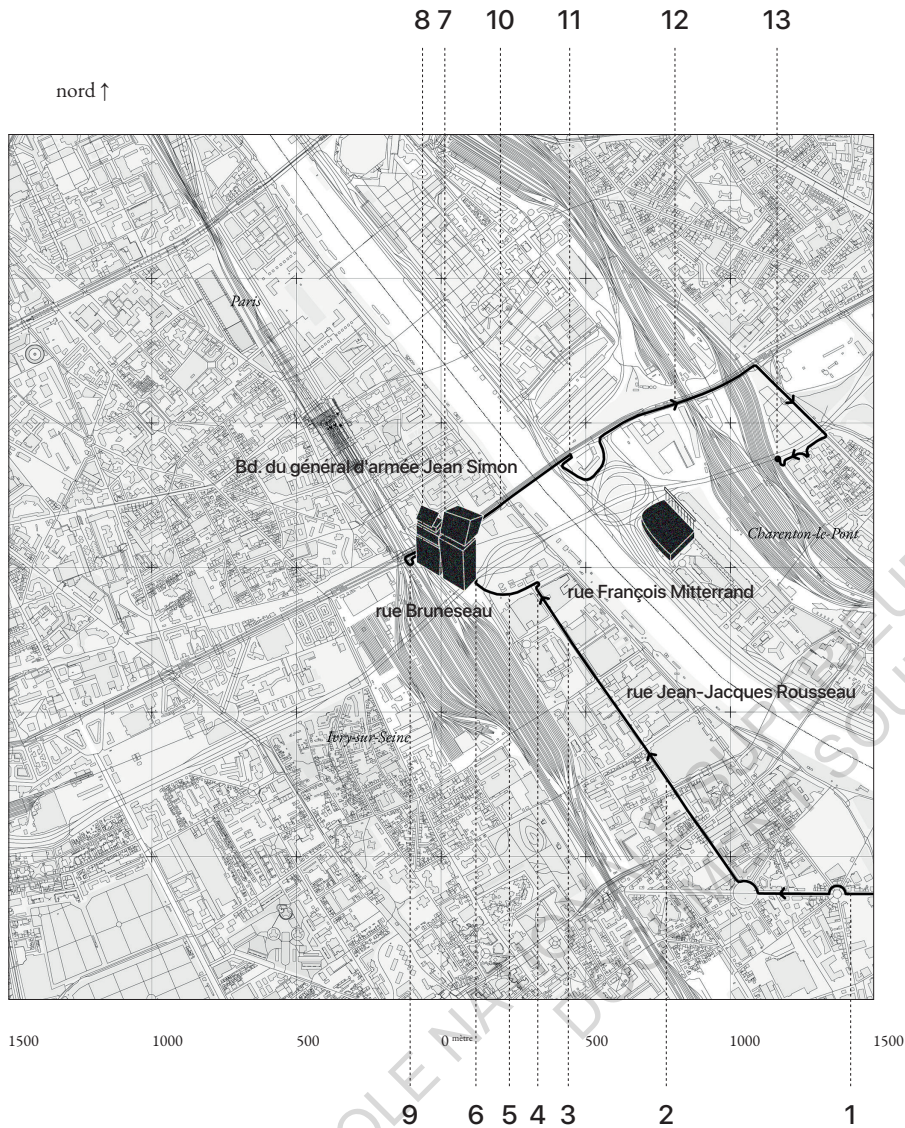 8 7 10 11 12 13
nord ↑
Paris
Bd. du général d'armée Jean Simon
Charenton-le-Pont
rue François Mitterrand
rue Bruneseau
rue Jean-Jacques Rousseau
Ivry-sur-Seine
1500 1000 500 0 mètre 500 1000 1500
9 6 5 4 3 2 1